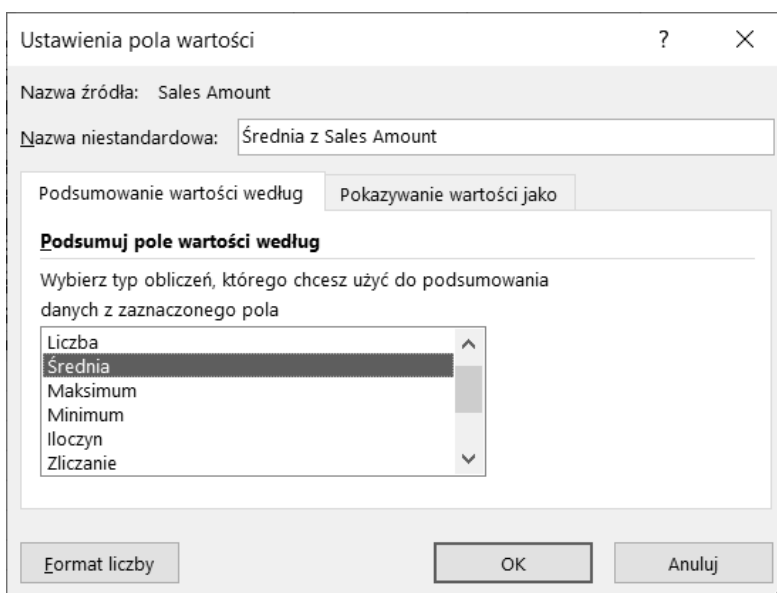 Ustawienia pola wartości ? ×
Nazwa źródła: Sales Amount
Nazwa niestandardowa: Średnia z Sales Amount
Podsumowanie wartości według Pokazywanie wartości jako
Podsumuj pole wartości według
Wybierz typ obliczeń, którego chcesz użyć do podsumowania
danych z zaznaczonego pola
Liczba
Średnia
Maksimum
Minimum
Iloczyn
Zliczanie
Format liczby OK Anuluj